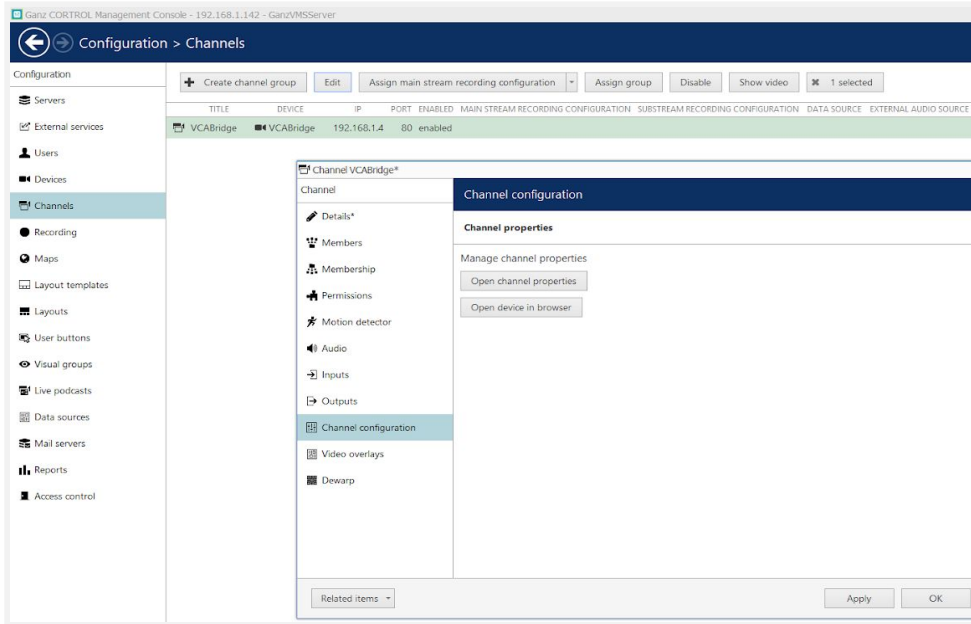 Ganz CORTROL Management Console - 192.168.1.142 - GanzVMSServer
Configuration > Channels
Configuration
Servers
External services
Users
Devices
Channels
Recording
Maps
Layout templates
Layouts
User buttons
Visual groups
Live podcasts
Data sources
Mail servers
Reports
Access control
Create channel group Edit Assign main stream recording configuration Assign group Disable Show video 1 selected
TITLE DEVICE IP PORT ENABLED MAIN STREAM RECORDING CONFIGURATION SUBSTREAM RECORDING CONFIGURATION DATA SOURCE EXTERNAL AUDIO SOURCE
VCABridge VCABridge 192.168.1.4 80 enabled
Channel VCABridge*
Channel
Details*
Members
Membership
Permissions
Motion detector
Audio
Inputs
Outputs
Channel configuration
Video overlays
Dewarp
Channel configuration
Channel properties
Manage channel properties
Open channel properties
Open device in browser
Related items
Apply OK